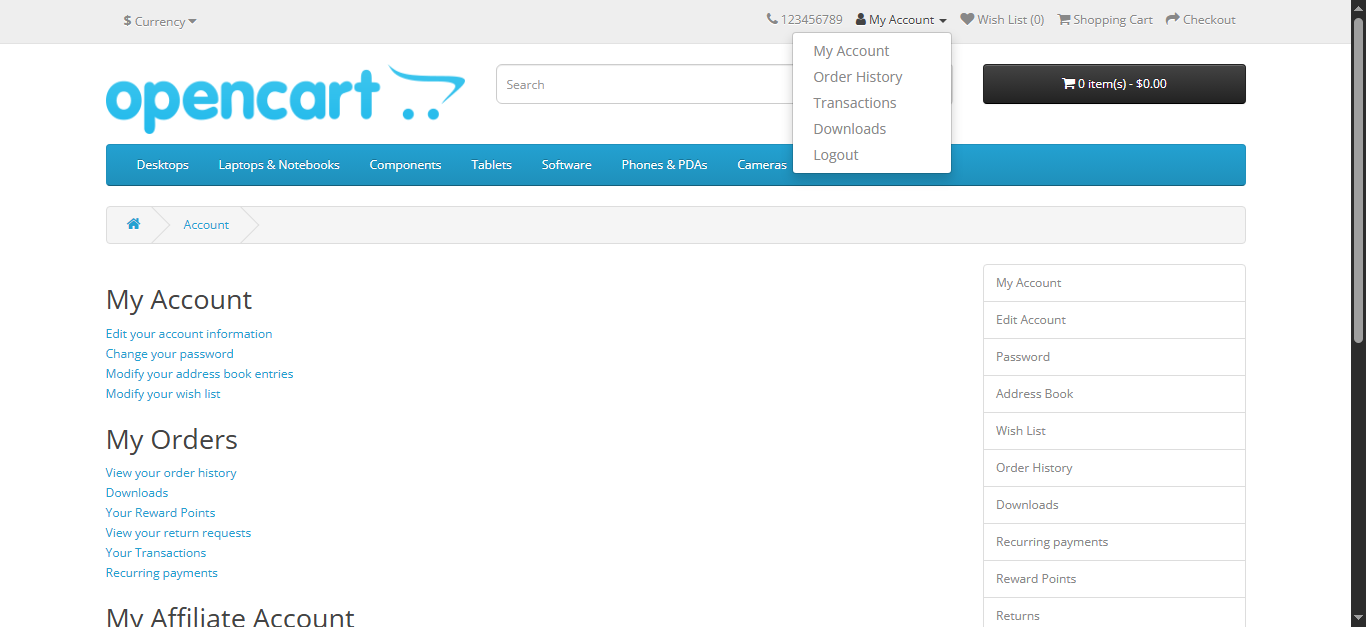 $ Currency
123456789 My Account Wish List (0) Shopping Cart Checkout
My Account
Order History
Transactions
Downloads
Logout
opencart
Search
0 item(s) - $0.00
Desktops Laptops & Notebooks Components Tablets Software Phones & PDAs Cameras
Account
My Account
Edit your account information
Change your password
Modify your address book entries
Modify your wish list
My Orders
View your order history
Downloads
Your Reward Points
View your return requests
Your Transactions
Recurring payments
My Affiliate Account
My Account
Edit Account
Password
Address Book
Wish List
Order History
Downloads
Recurring payments
Reward Points
Returns